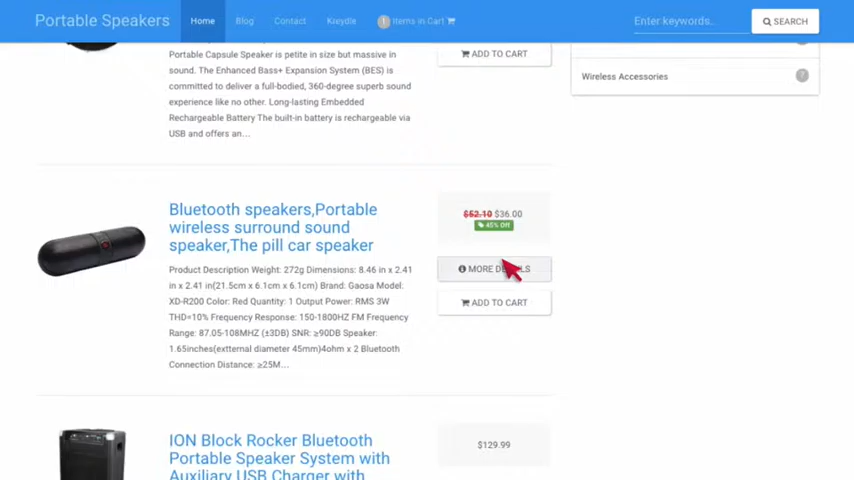 Portable Speakers
Home
Blog
Contact
Items in Cart
Enter keywords...
SEARCH
Portable Capsule Speaker is petite in size but massive in
sound. The Enhanced Bass+ Expansion System (BES) is
committed to deliver a full-bodied, 360-degree superb sound
experience like no other. Long-lasting Embedded
Rechargeable Battery The built-in battery is rechargeable via
USB and offers an...
ADD TO CART
Wireless Accessories
7
Bluetooth speakers,Portable
wireless surround sound
speaker,The pill car speaker
Product Description Weight: 272g Dimensions: 8.46 in x 2.41
in x 2.41 in(21.5cm x 6.1cm x 6.1cm) Brand: Gaosa Model:
XD-R200 Color: Red Quantity: 1 Output Power: RMS 3W
THD=10% Frequency Response: 150-1800HZ FM Frequency
Range: 87.05-108MHZ (±3DB) SNR: ≥90DB Speaker:
1.65inches(extternal diameter 45mm)4ohm x 2 Bluetooth
Connection Distance: ≥25M...
$52.10 $36.00
45% Off
MORE DETAILS
ADD TO CART
ION Block Rocker Bluetooth
Portable Speaker System with
Auxiliary USB Charger with
$129.99